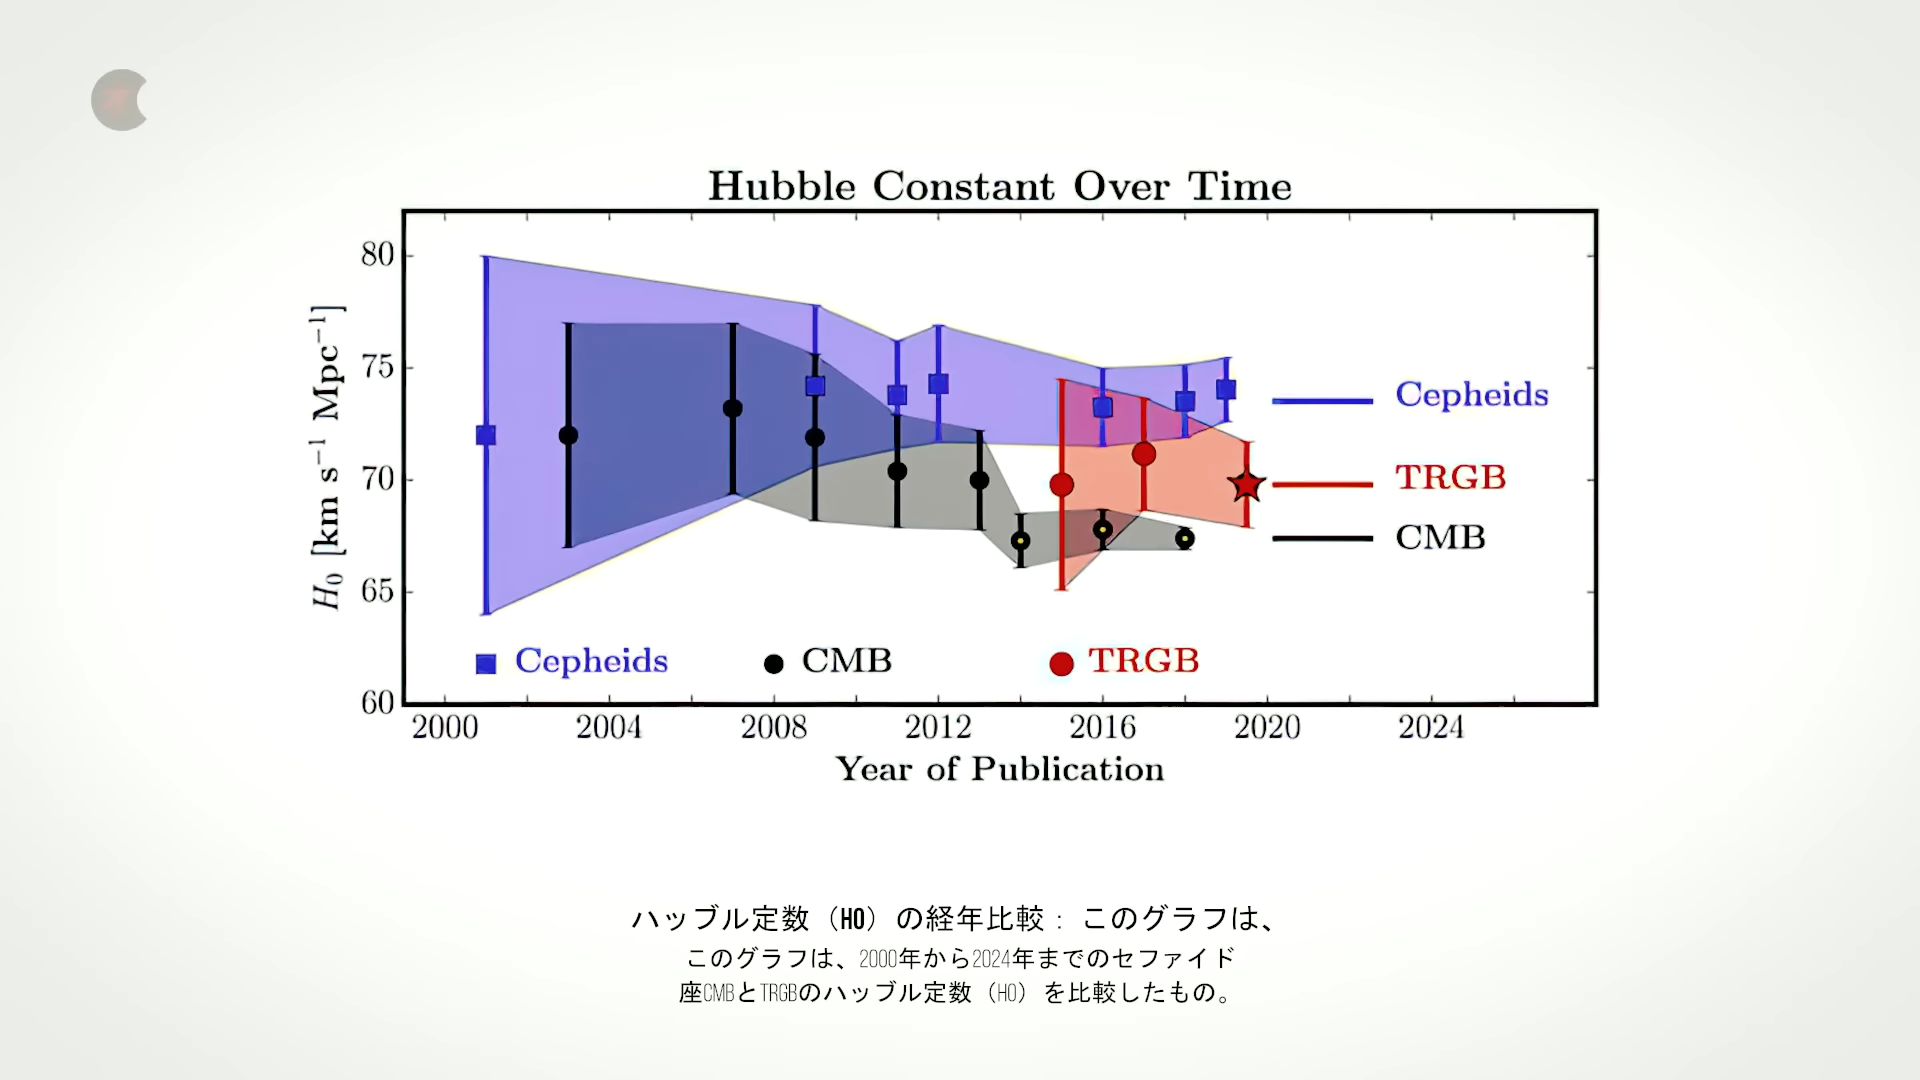 Hubble Constant Over Time
80
75
70
65
60
H₀ [km s⁻¹ Mpc⁻¹]
Cepheids
TRGB
CMB
Cepheids CMB TRGB
2000 2004 2008 2012 2016 2020 2024
Year of Publication
ハッブル定数（H0）の経年比較： このグラフは、
このグラフは、2000年から2024年までのセファイド
座CMBとTRGBのハッブル定数（H0）を比較したもの。